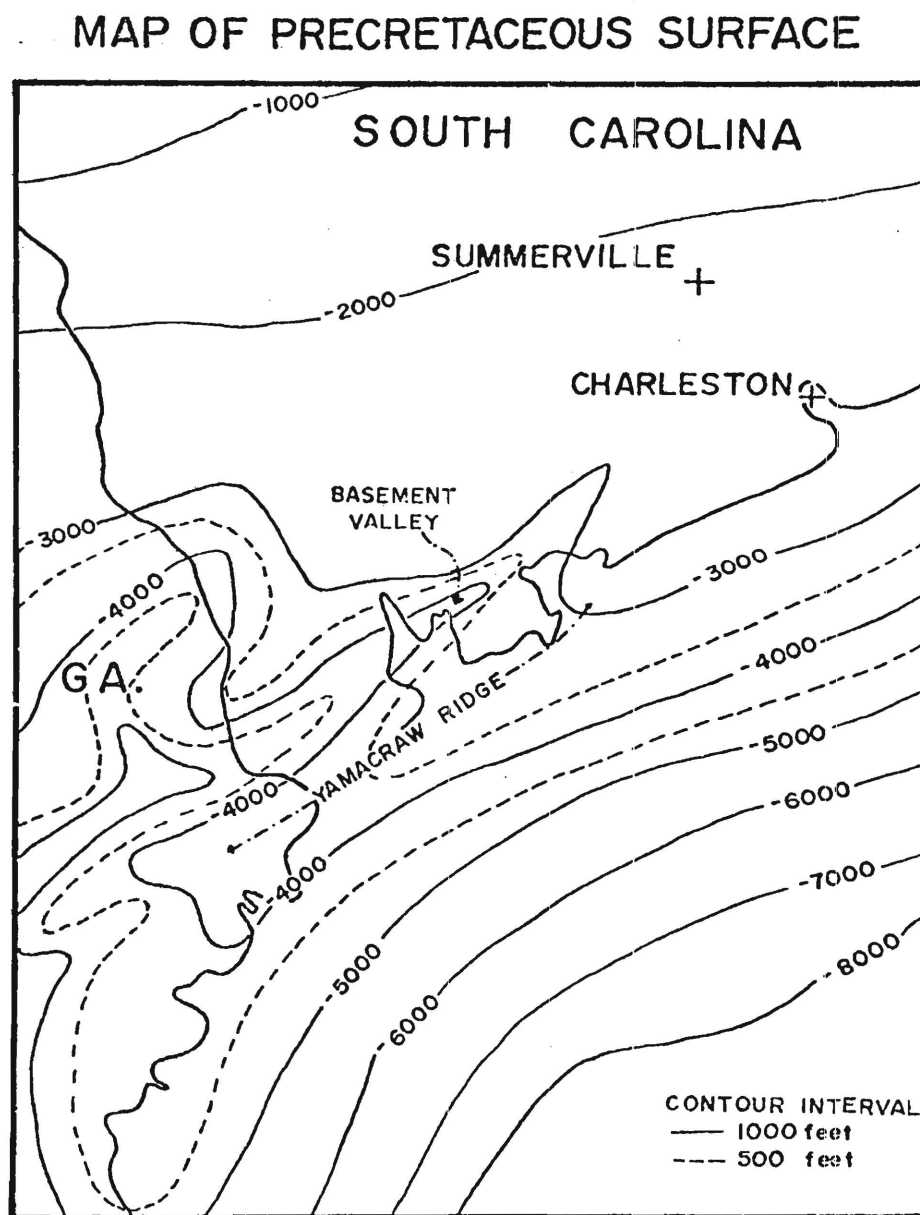 MAP OF PRECRETACEOUS SURFACE
-1000
SOUTH CAROLINA
SUMMERVILLE
-2000
CHARLESTON
BASEMENT
VALLEY
-3000
-3000
-4000
-4000
GA.
YAMACRAW RIDGE
-5000
-4000
-6000
-4000
-7000
-5000
-8000
-6000
CONTOUR INTERVAL
1000 feet
500 feet